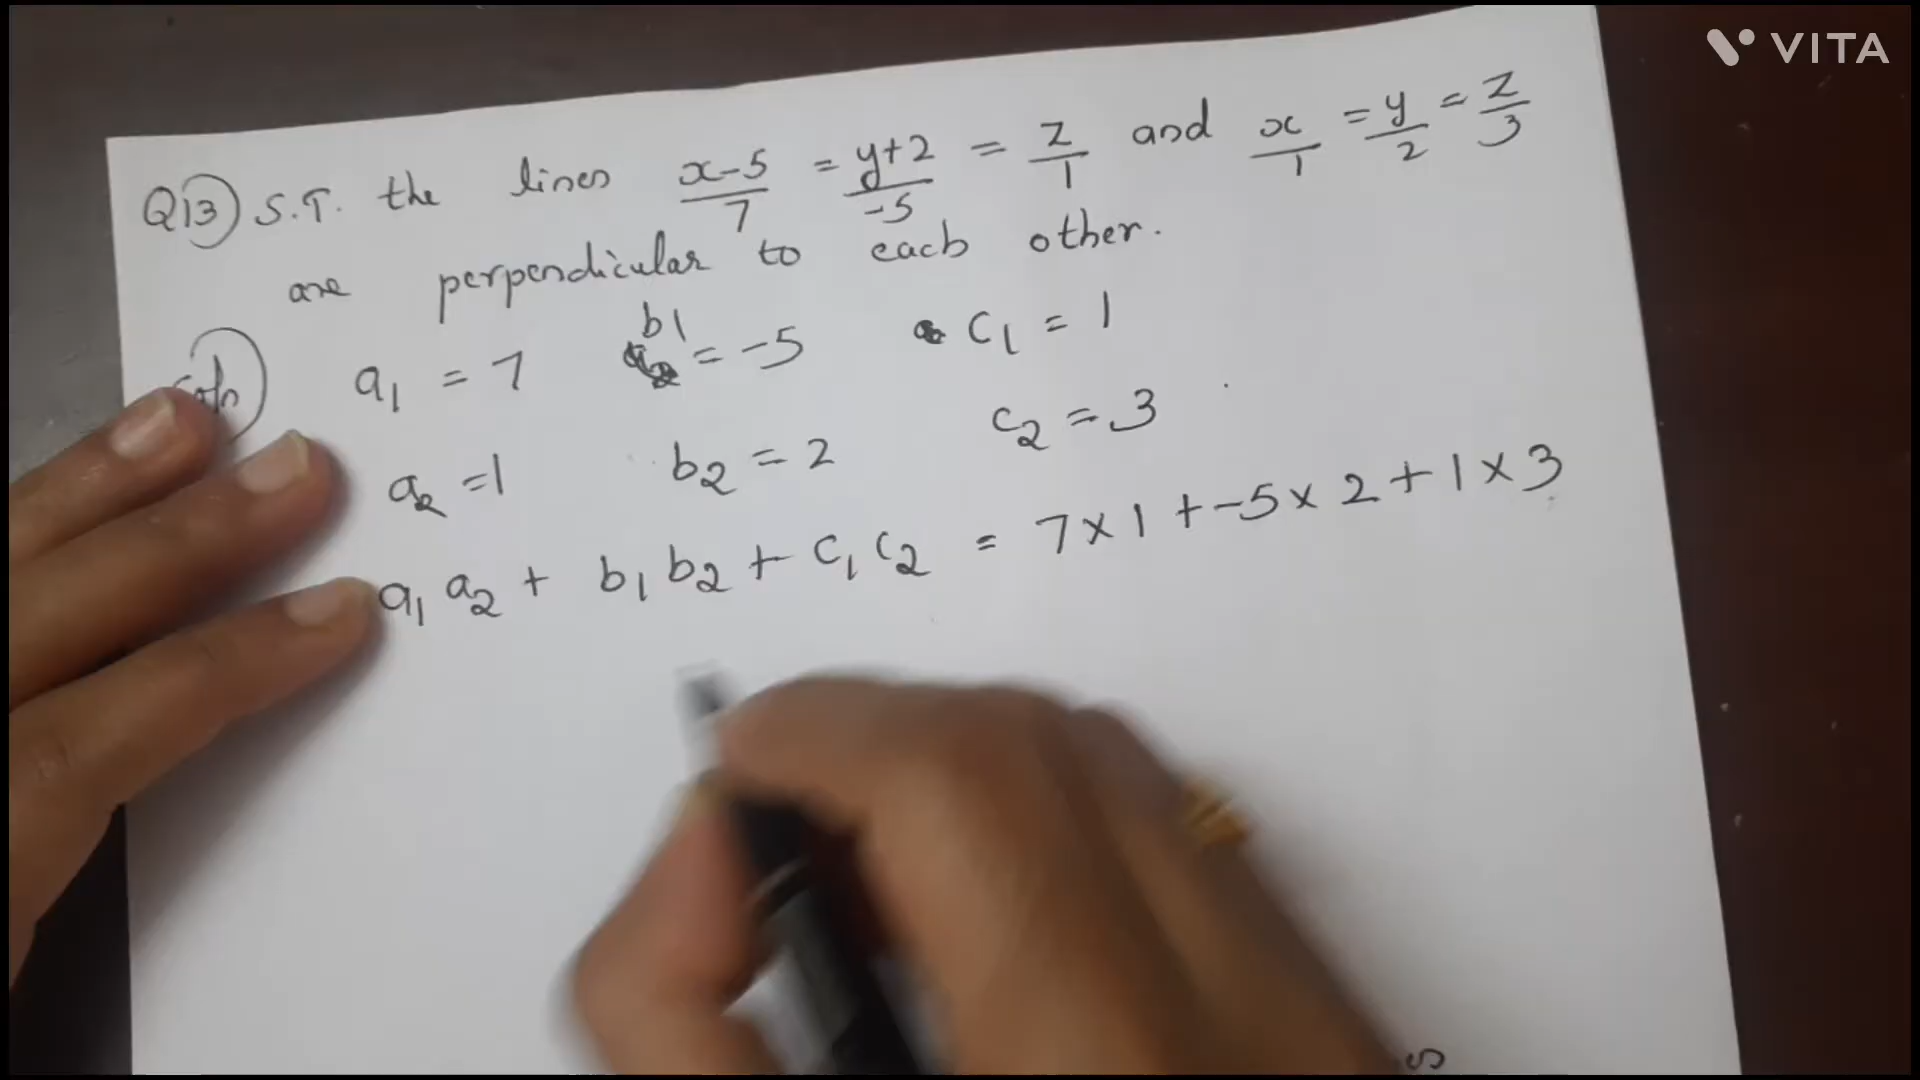 VITA
Q13) S.T. the lines x-5/7 = y+2/-5 = z/1 and x/1 = y/2 = z/3
are perpendicular to each other.
Soln a1 = 7 b1 = -5 c1 = 1
a2 = 1 b2 = 2 c2 = 3
a1 a2 + b1 b2 + c1 c2 = 7 × 1 + -5 × 2 + 1 × 3